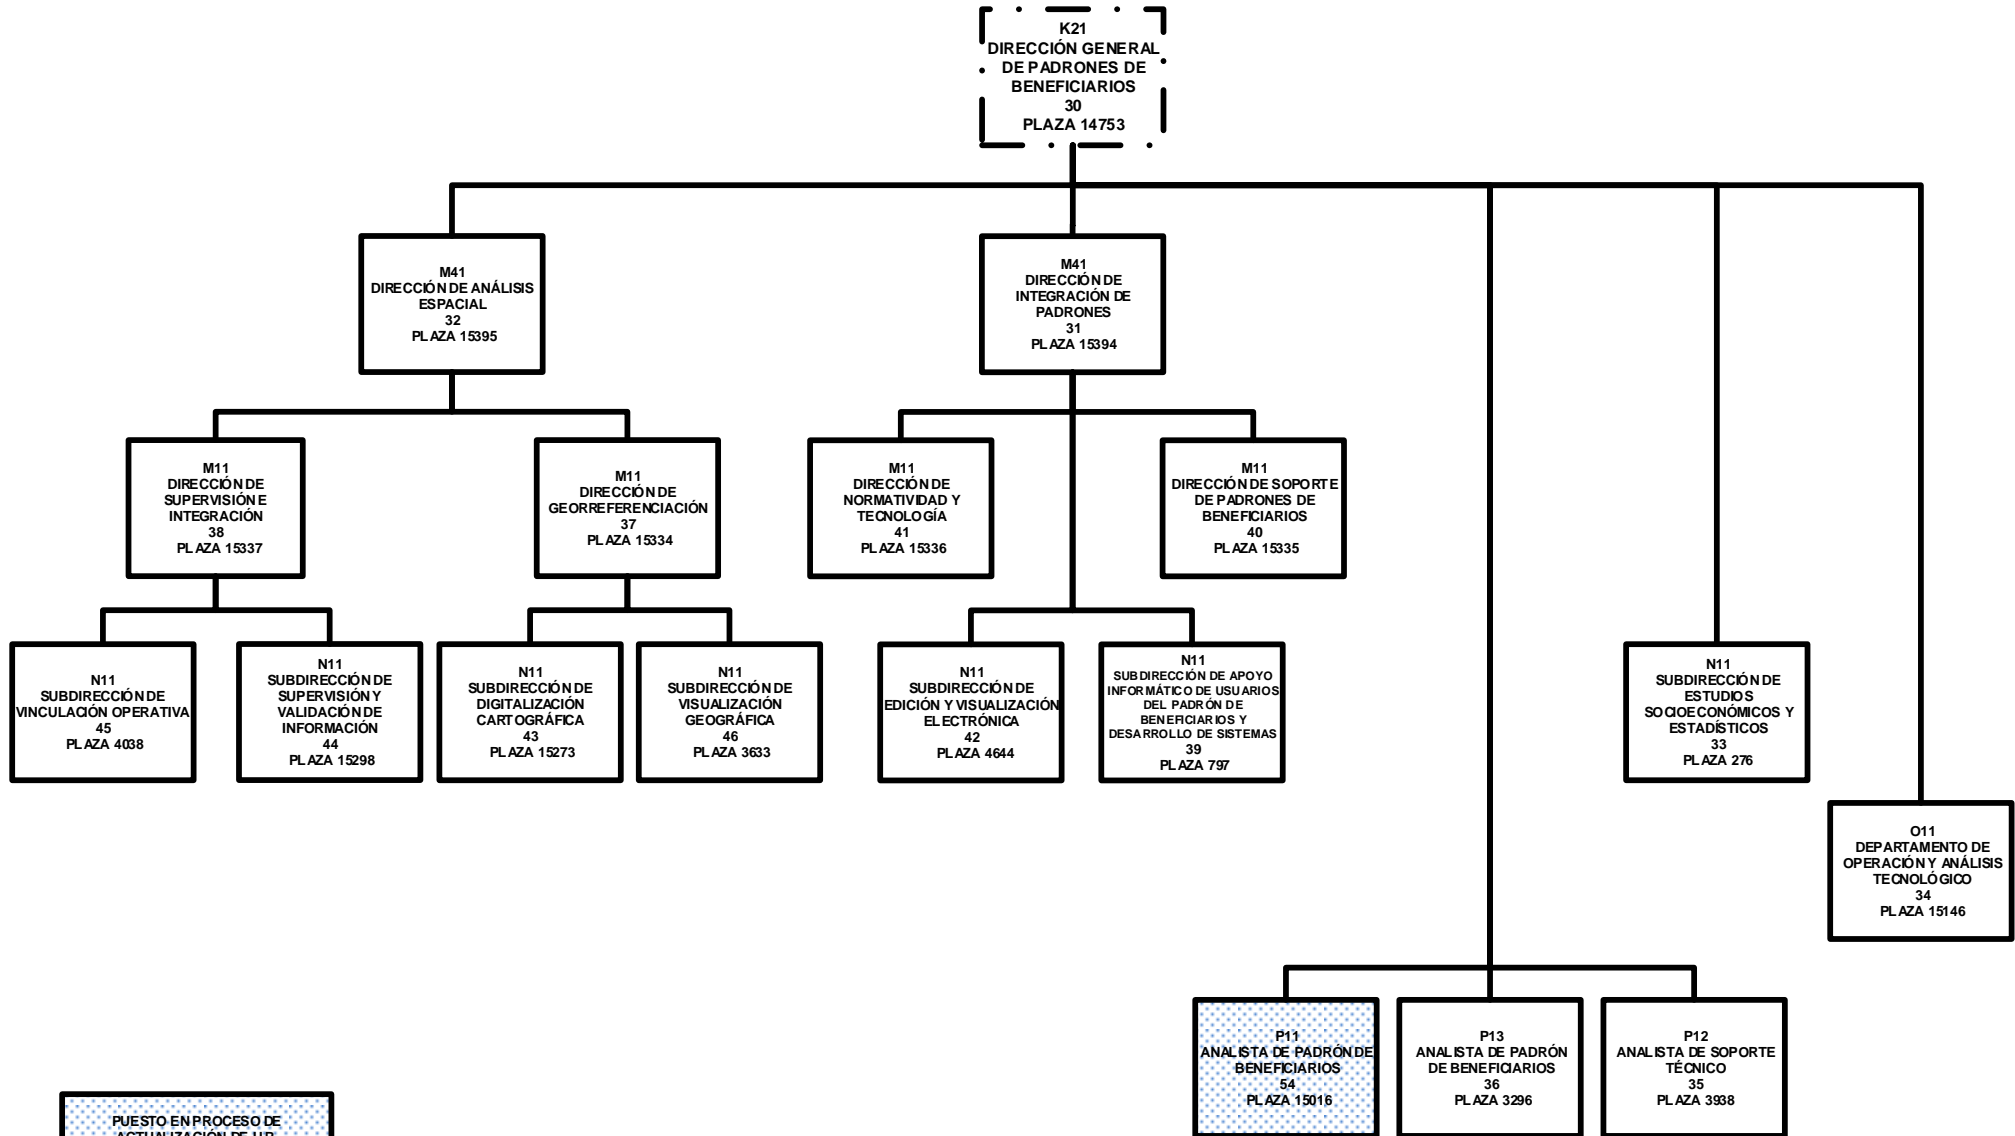 K21
DIRECCIÓN GENERAL
DE PADRONES DE
BENEFICIARIOS
30
PLAZA 14753
M41
DIRECCIÓN DE ANÁLISIS
ESPACIAL
32
PLAZA 15395
M41
DIRECCIÓN DE
INTEGRACIÓN DE
PADRONES
31
PLAZA 15394
M11
DIRECCIÓN DE
SUPERVISIÓN E
INTEGRACIÓN
38
PLAZA 15337
M11
DIRECCIÓN DE
GEORREFERENCIACIÓN
37
PLAZA 15334
M11
DIRECCIÓN DE
NORMATIVIDAD Y
TECNOLOGÍA
41
PLAZA 15336
M11
DIRECCIÓN DE SOPORTE
DE PADRONES DE
BENEFICIARIOS
40
PLAZA 15335
N11
SUBDIRECCIÓN DE
VINCULACIÓN OPERATIVA
45
PLAZA 4038
N11
SUBDIRECCIÓN DE
SUPERVISIÓN Y
VALIDACIÓN DE
INFORMACIÓN
44
PLAZA 15298
N11
SUBDIRECCIÓN DE
DIGITALIZACIÓN
CARTOGRÁFICA
43
PLAZA 15273
N11
SUBDIRECCIÓN DE
VISUALIZACIÓN
GEOGRÁFICA
46
PLAZA 3633
N11
SUBDIRECCIÓN DE
EDICIÓN Y VISUALIZACIÓN
ELECTRÓNICA
42
PLAZA 4644
N11
SUBDIRECCIÓN DE APOYO
INFORMÁTICO DE USUARIOS
DEL PADRÓN DE
BENEFICIARIOS Y
DESARROLLO DE SISTEMAS
39
PLAZA 797
N11
SUBDIRECCIÓN DE
ESTUDIOS
SOCIOECONÓMICOS Y
ESTADÍSTICOS
33
PLAZA 276
O11
DEPARTAMENTO DE
OPERACIÓN Y ANÁLISIS
TECNOLÓGICO
34
PLAZA 15146
P11
ANALISTA DE PADRÓN DE
BENEFICIARIOS
54
PLAZA 15016
P13
ANALISTA DE PADRÓN
DE BENEFICIARIOS
36
PLAZA 3296
P12
ANALISTA DE SOPORTE
TÉCNICO
35
PLAZA 3938
PUESTO EN PROCESO DE
ACTUALIZACIÓN DE